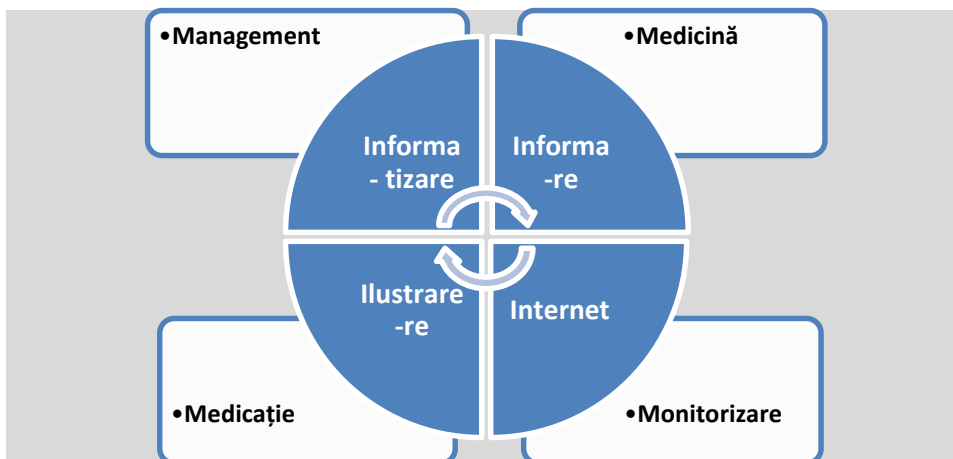 •Management
•Medicină
Informa
- tizare
Informa
-re
Ilustrare
-re
Internet
•Medicație
•Monitorizare